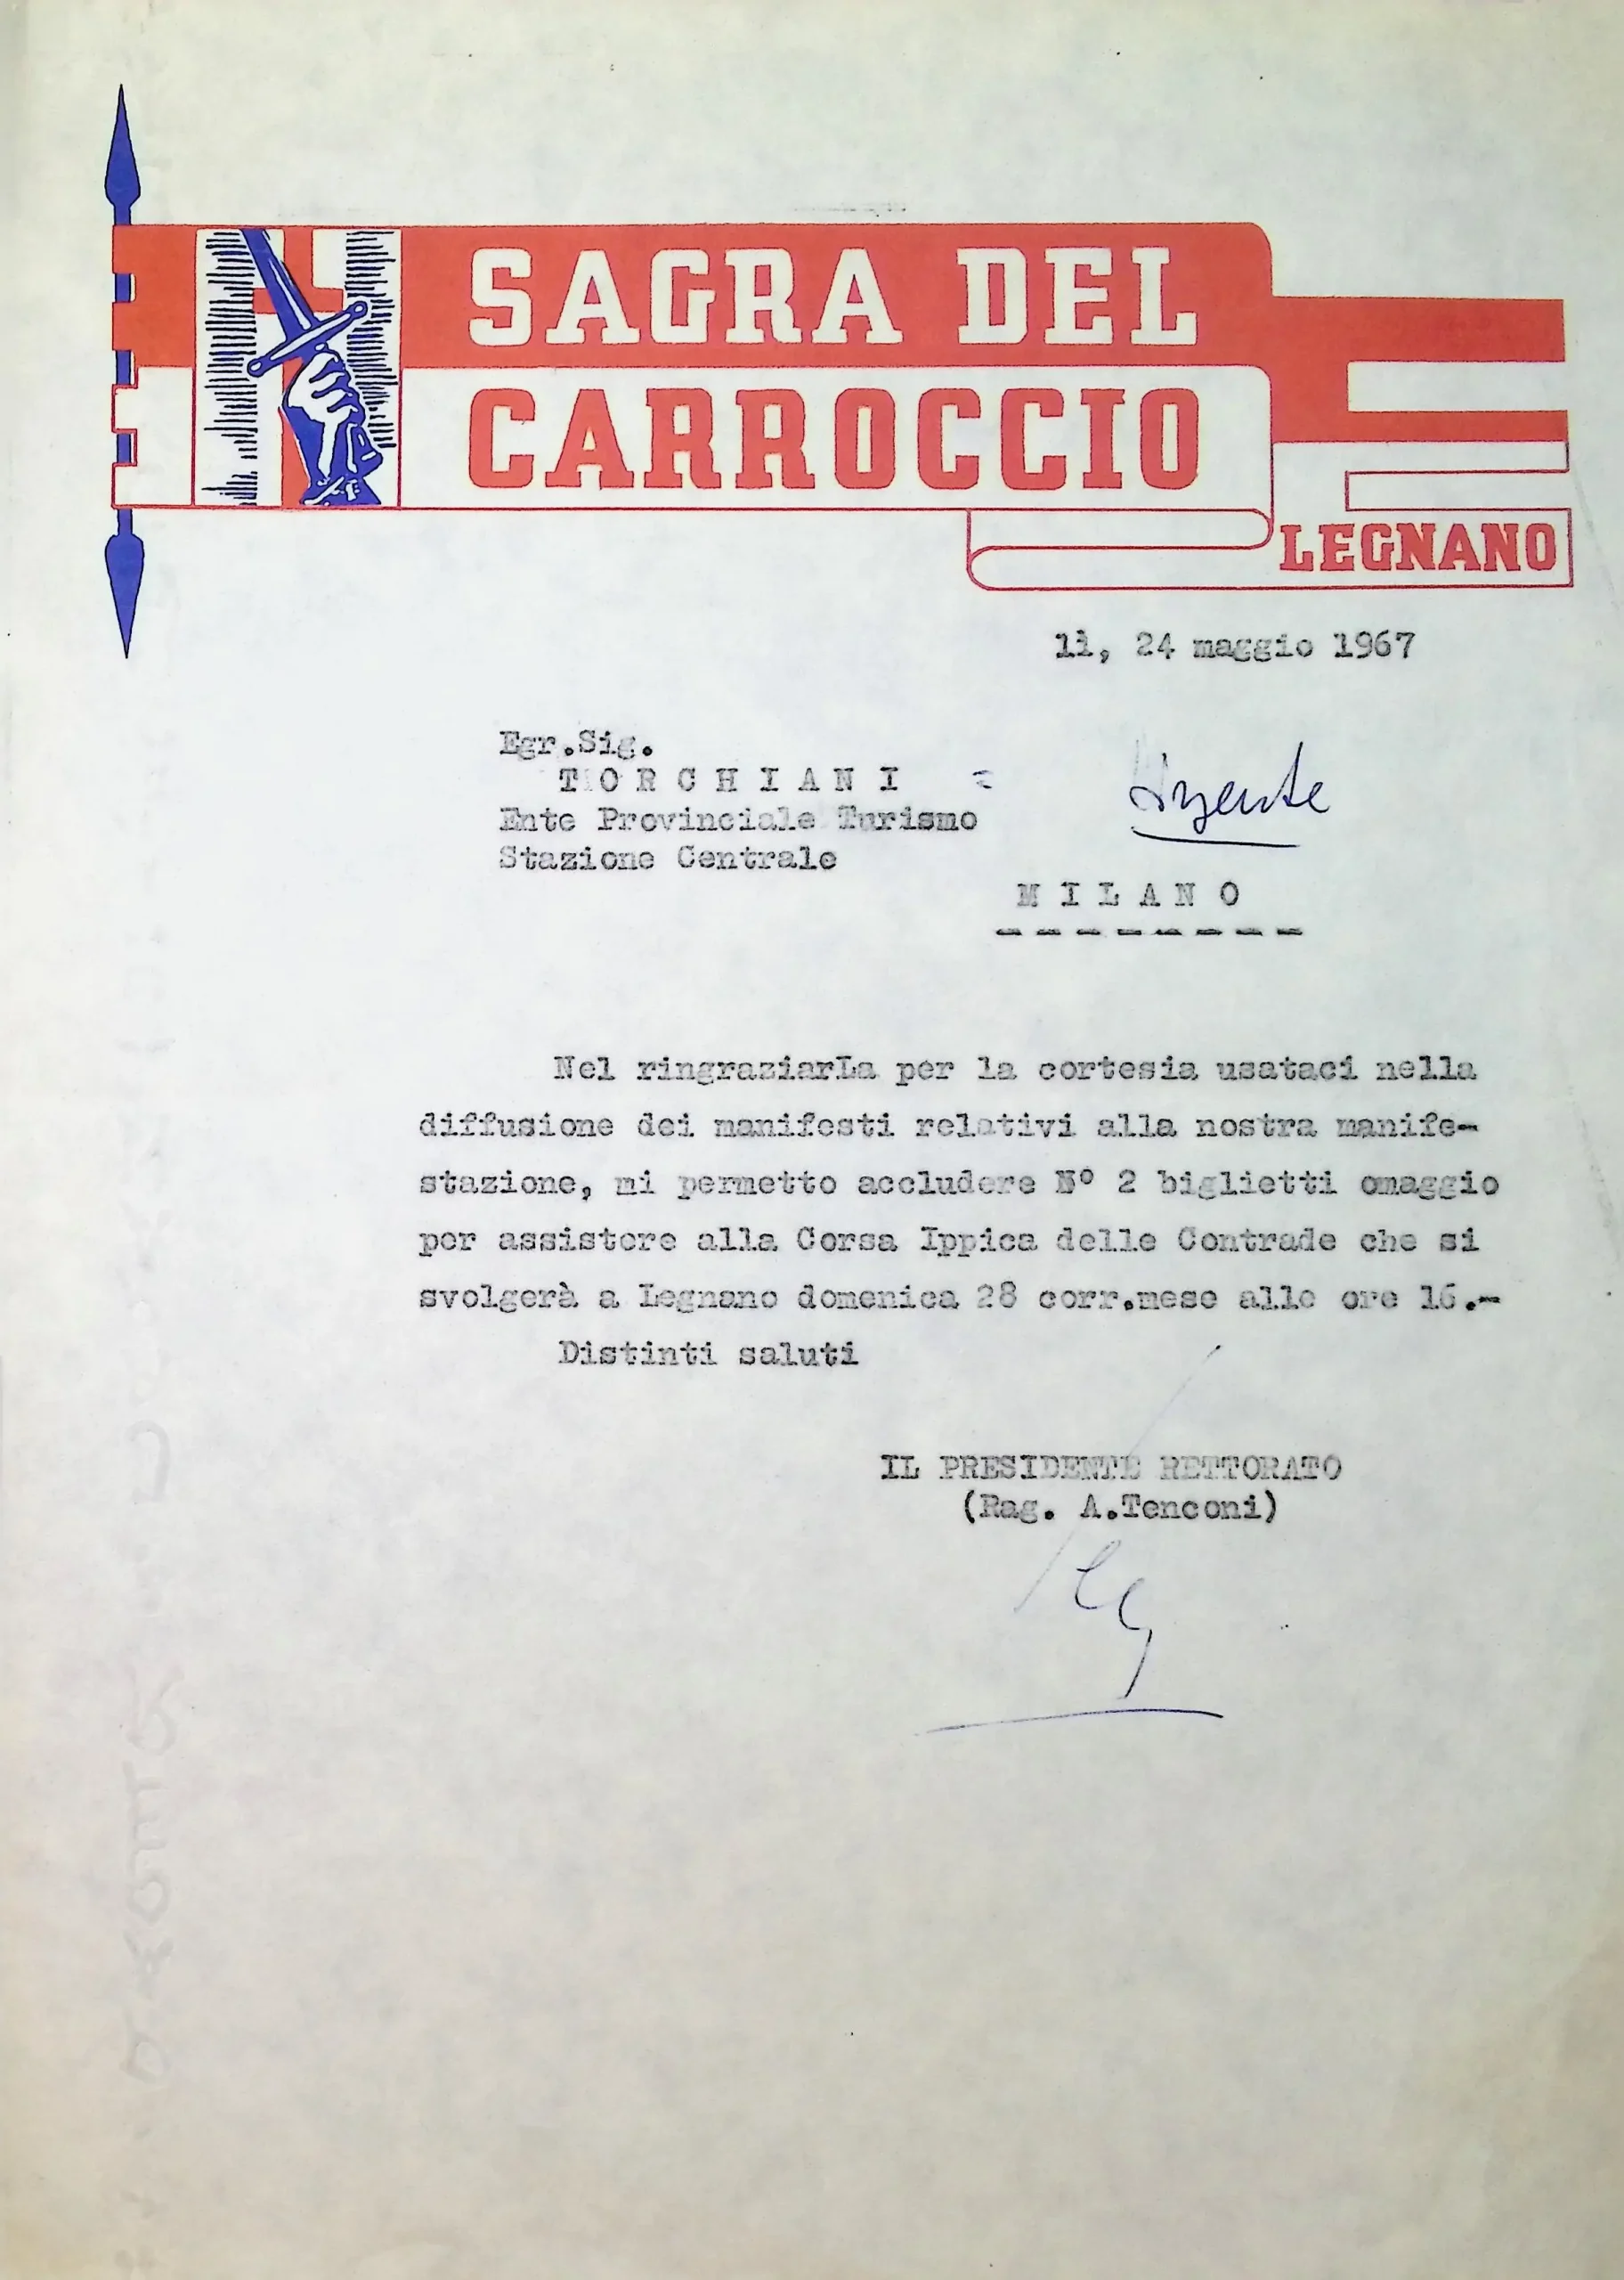 SAGRA DEL
CARROCCIO
LEGNANO
lì, 24 maggio 1967
Egr.Sig.
T O R C H I A N I
Urgente
Ente Provinciale Turismo
Stazione Centrale
M I L A N O
Nel ringraziarLa per la cortesia usataci nella
diffusione dei manifesti relativi alla nostra manife-
stazione, mi permetto accludere N° 2 biglietti omaggio
per assistere alla Corsa Ippica delle Contrade che si
svolgerà a Legnano domenica 28 corr.mese alle ore 16.-
Distinti saluti
IL PRESIDENTE RETTORATO
(Rag. A.Tenconi)